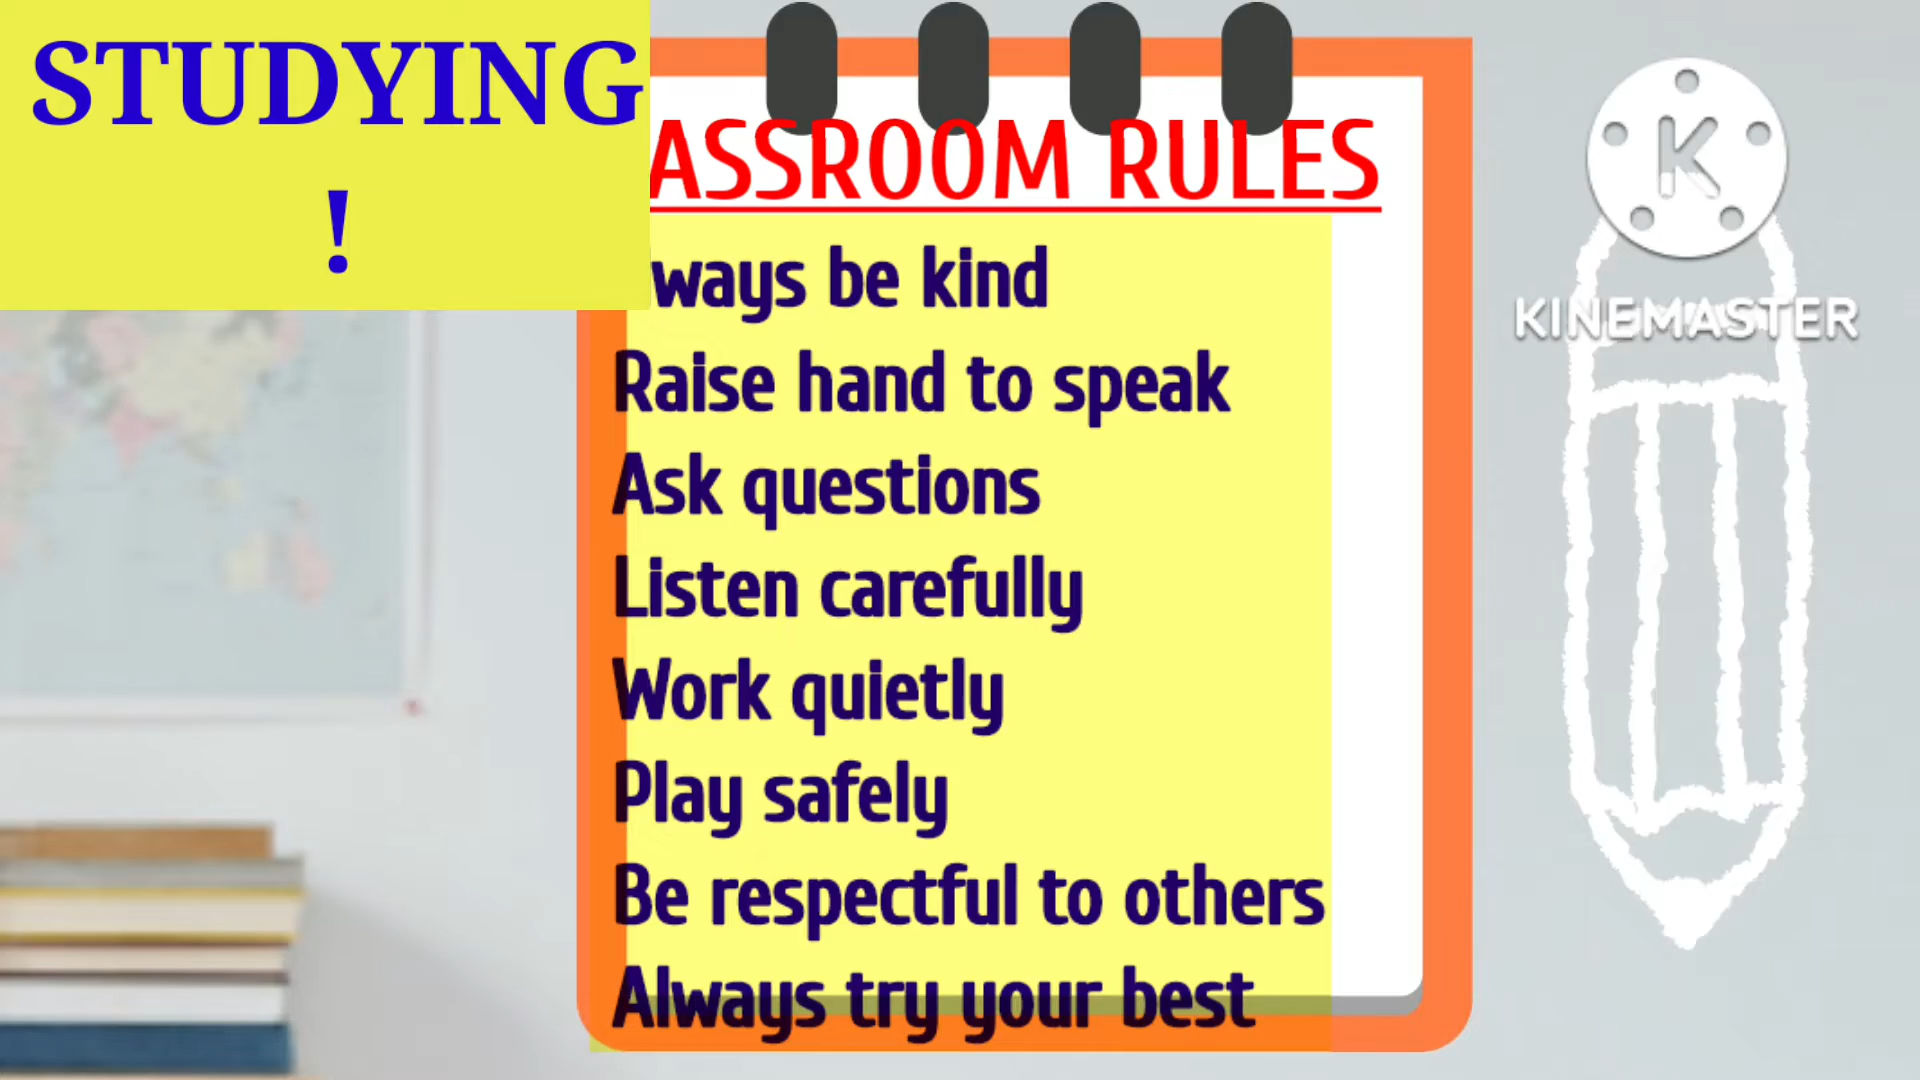 STUDYING
!
ASSROOM RULES
ways be kind
Raise hand to speak
Ask questions
Listen carefully
Work quietly
Play safely
Be respectful to others
Always try your best
K
KINEMASTER